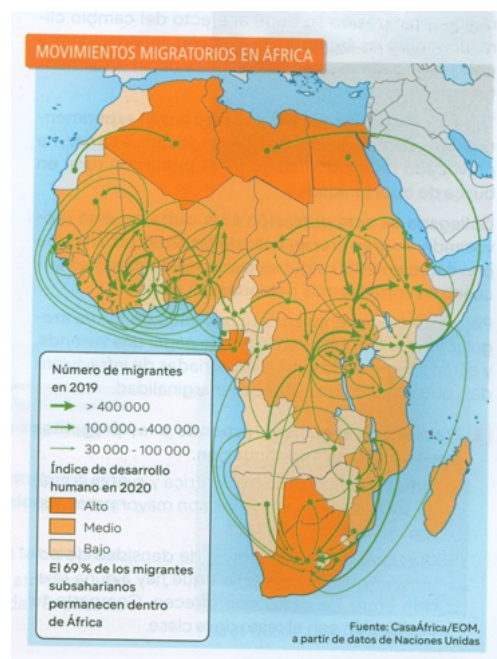 MOVIMIENTOS MIGRATORIOS EN ÁFRICA
Número de migrantes
en 2019
> 400 000
100 000 - 400 000
30 000 - 100 000
Índice de desarrollo
humano en 2020
Alto
Medio
Bajo
El 69 % de los migrantes
subsaharianos
permanecen dentro
de África
Fuente: CasaÁfrica/EOM,
a partir de datos de Naciones Unidas